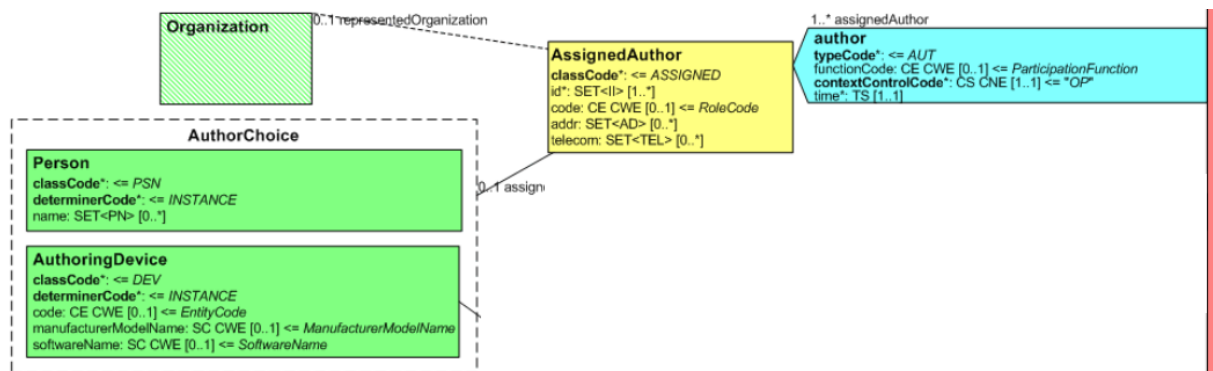 Organization
0..1 representedOrganization
1..* assignedAuthor
author
typeCode*: <= AUT
functionCode: CE CWE [0..1] <= ParticipationFunction
contextControlCode*: CS CNE [1..1] <= "OP"
time*: TS [1..1]
AssignedAuthor
classCode*: <= ASSIGNED
id*: SET<II> [1..*]
code: CE CWE [0..1] <= RoleCode
addr: SET<AD> [0..*]
telecom: SET<TEL> [0..*]
AuthorChoice
Person
classCode*: <= PSN
determinerCode*: <= INSTANCE
name: SET<PN> [0..*]
0..1 assign
AuthoringDevice
classCode*: <= DEV
determinerCode*: <= INSTANCE
code: CE CWE [0..1] <= EntityCode
manufacturerModelName: SC CWE [0..1] <= ManufacturerModelName
softwareName: SC CWE [0..1] <= SoftwareName